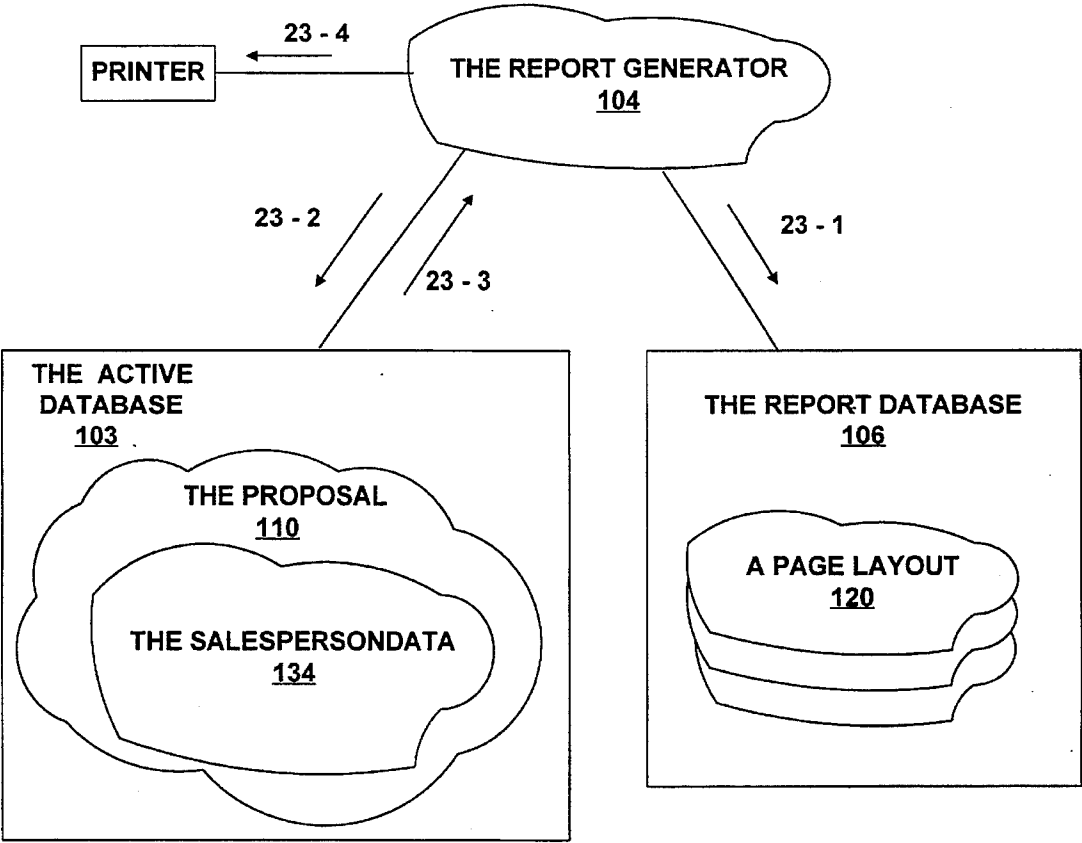 23 - 4
PRINTER
THE REPORT GENERATOR
104
23 - 2
23 - 1
23 - 3
THE ACTIVE
DATABASE
103
THE REPORT DATABASE
106
THE PROPOSAL
110
A PAGE LAYOUT
120
THE SALESPERSONDATA
134